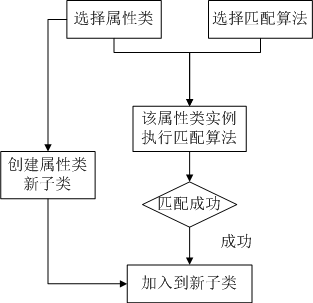 选择属性类
选择匹配算法
该属性类实例
执行匹配算法
创建属性类
新子类
匹配成功
成功
加入到新子类